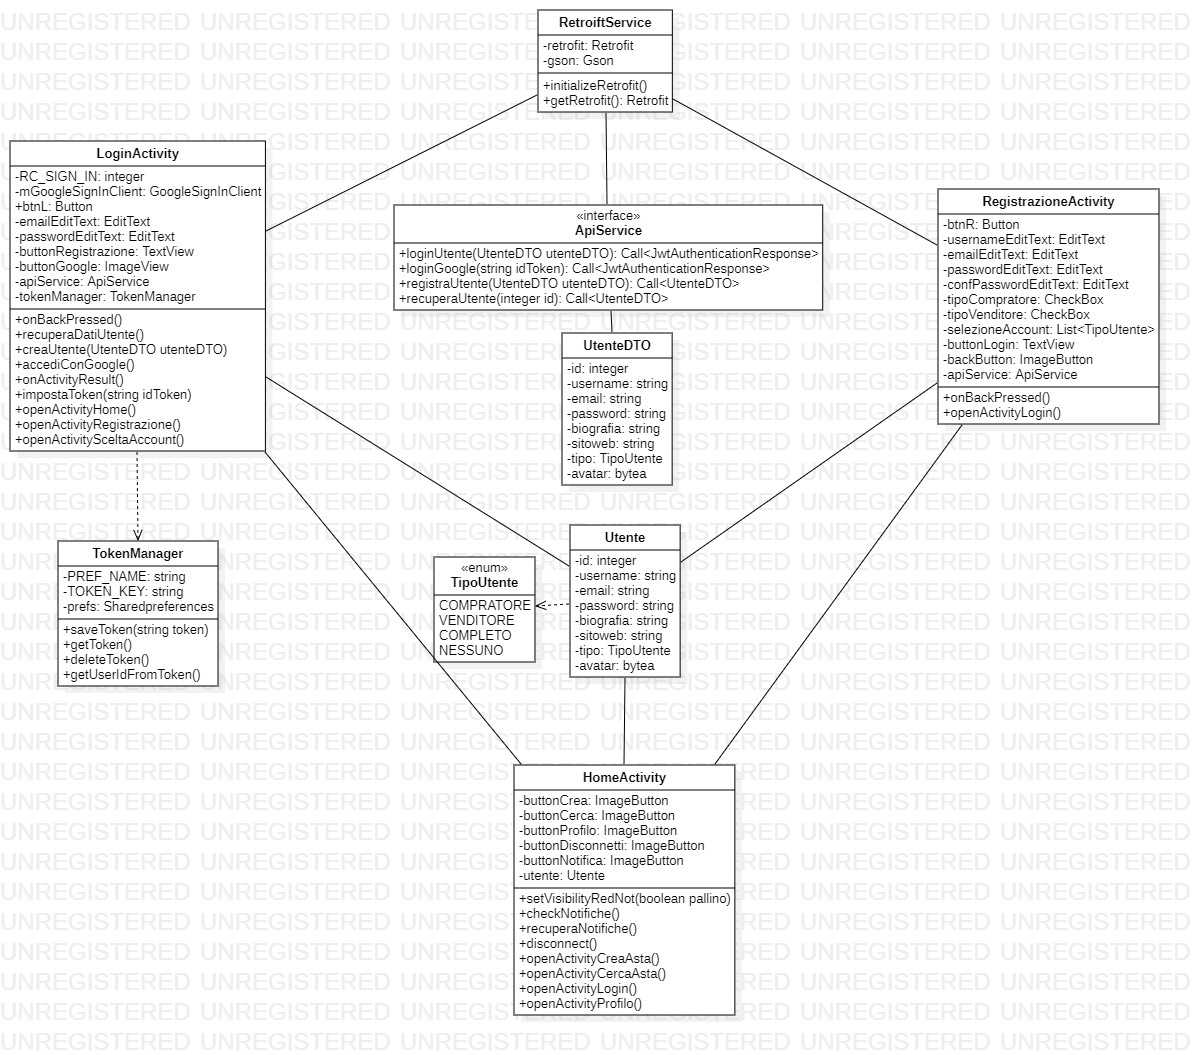 RetroiftService
-retrofit: Retrofit
-gson: Gson
+initializeRetrofit()
+getRetrofit(): Retrofit
LoginActivity
-RC_SIGN_IN: integer
-mGoogleSignInClient: GoogleSignInClient
+btnL: Button
-emailEditText: EditText
-passwordEditText: EditText
-buttonRegistrazione: TextView
-buttonGoogle: ImageView
-apiService: ApiService
-tokenManager: TokenManager
+onBackPressed()
+recuperaDatiUtente()
+creaUtente(UtenteDTO utenteDTO)
+accediConGoogle()
+onActivityResult()
+impostaToken(string idToken)
+openActivityHome()
+openActivityRegistrazione()
+openActivitySceltaAccount()
«interface»
ApiService
+loginUtente(UtenteDTO utenteDTO): Call<JwtAuthenticationResponse>
+loginGoogle(string idToken): Call<JwtAuthenticationResponse>
+registraUtente(UtenteDTO utenteDTO): Call<UtenteDTO>
+recuperaUtente(integer id): Call<UtenteDTO>
RegistrazioneActivity
-btnR: Button
-usernameEditText: EditText
-emailEditText: EditText
-passwordEditText: EditText
-confPasswordEditText: EditText
-tipoCompratore: CheckBox
-tipoVenditore: CheckBox
-selezioneAccount: List<TipoUtente>
-buttonLogin: TextView
-backButton: ImageButton
-apiService: ApiService
+onBackPressed()
+openActivityLogin()
UtenteDTO
-id: integer
-username: string
-email: string
-password: string
-biografia: string
-sitoweb: string
-tipo: TipoUtente
-avatar: bytea
TokenManager
-PREF_NAME: string
-TOKEN_KEY: string
-prefs: Sharedpreferences
+saveToken(string token)
+getToken()
+deleteToken()
+getUserIdFromToken()
«enum»
TipoUtente
COMPRATORE
VENDITORE
COMPLETO
NESSUNO
Utente
-id: integer
-username: string
-email: string
-password: string
-biografia: string
-sitoweb: string
-tipo: TipoUtente
-avatar: bytea
HomeActivity
-buttonCrea: ImageButton
-buttonCerca: ImageButton
-buttonProfilo: ImageButton
-buttonDisconnetti: ImageButton
-buttonNotifica: ImageButton
-utente: Utente
+setVisibilityRedNot(boolean pallino)
+checkNotifiche()
+recuperaNotifiche()
+disconnect()
+openActivityCreaAsta()
+openActivityCercaAsta()
+openActivityLogin()
+openActivityProfilo()
UNREGISTERED